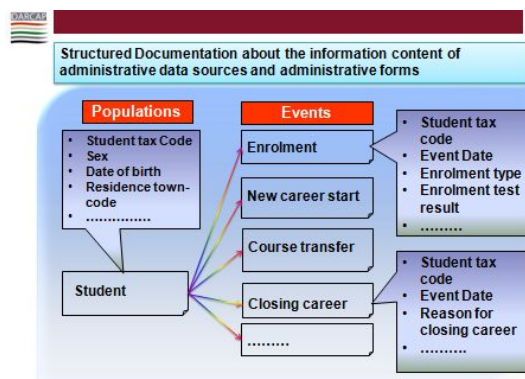 DARCAP
Structured Documentation about the information content of
administrative data sources and administrative forms
Populations
• Student tax Code
• Sex
• Date of birth
• Residence town-
code
• ...............
Student
Events
Enrolment
New career start
Course transfer
Closing career
.........
• Student tax
code
• Event Date
• Enrolment type
• Enrolment test
result
• .........
• Student tax
code
• Event Date
• Reason for
closing career
• ..........